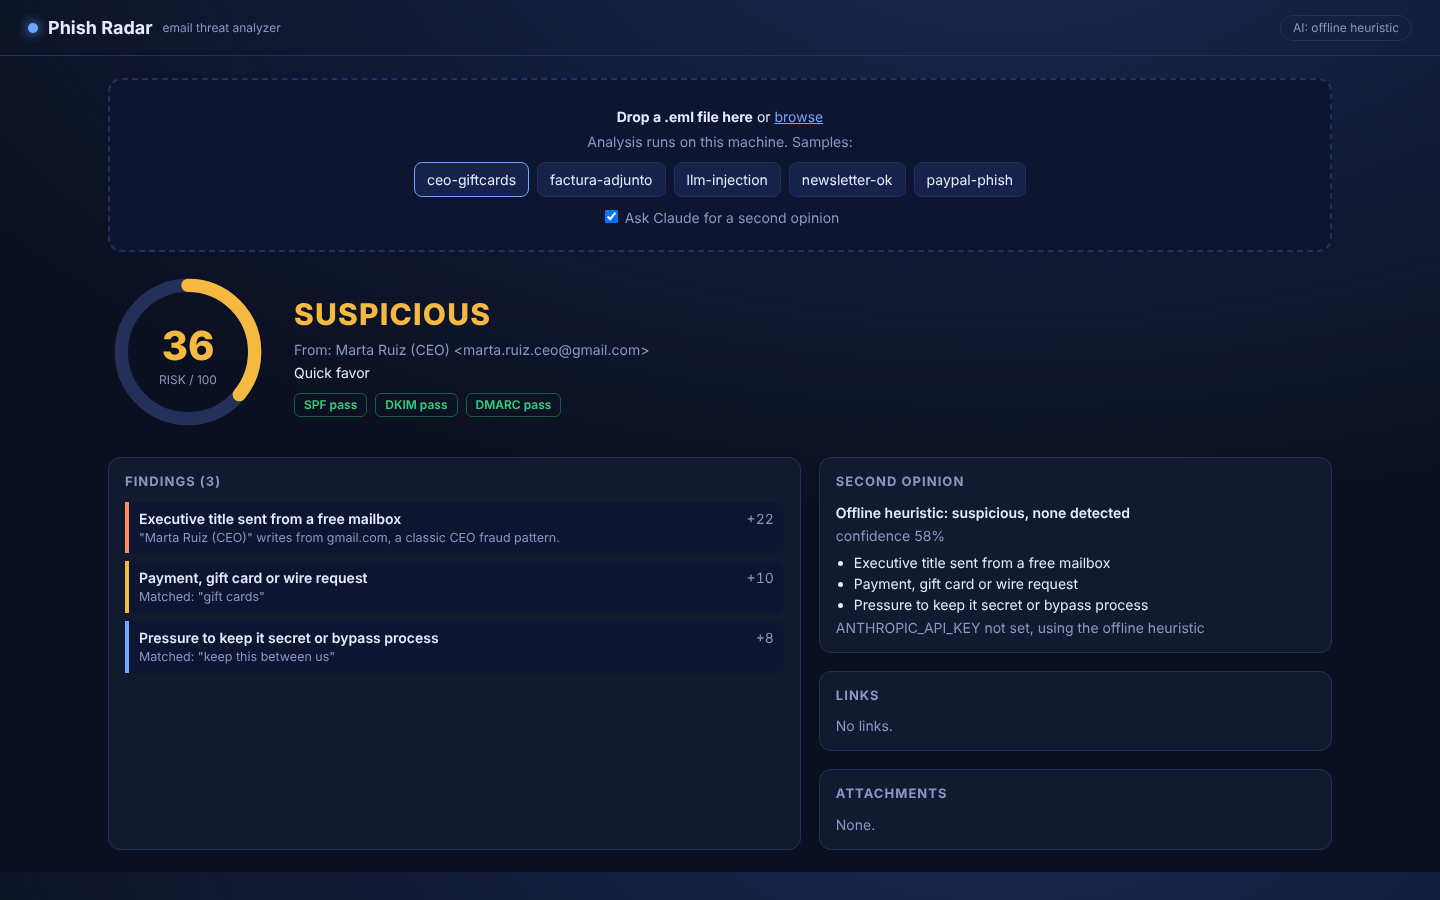 Phish Radar email threat analyzer
AI: offline heuristic
Drop a .eml file here or browse
Analysis runs on this machine. Samples:
ceo-giftcards factura-adjunto llm-injection newsletter-ok paypal-phish
Ask Claude for a second opinion
36
RISK / 100
SUSPICIOUS
From: Marta Ruiz (CEO) <marta.ruiz.ceo@gmail.com>
Quick favor
SPF pass DKIM pass DMARC pass
FINDINGS (3)
Executive title sent from a free mailbox +22
"Marta Ruiz (CEO)" writes from gmail.com, a classic CEO fraud pattern.
Payment, gift card or wire request +10
Matched: "gift cards"
Pressure to keep it secret or bypass process +8
Matched: "keep this between us"
SECOND OPINION
Offline heuristic: suspicious, none detected
confidence 58%
• Executive title sent from a free mailbox
• Payment, gift card or wire request
• Pressure to keep it secret or bypass process
ANTHROPIC_API_KEY not set, using the offline heuristic
LINKS
No links.
ATTACHMENTS
None.